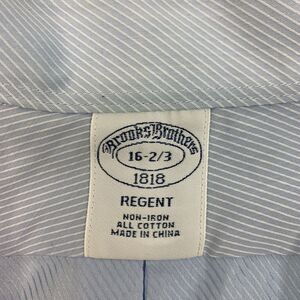 Brooks Brothers
16-2/3
1818
REGENT
NON-IRON
ALL COTTON
MADE IN CHINA